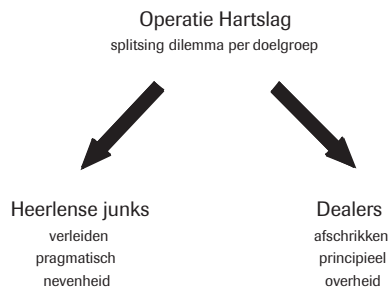 Operatie Hartslag
splitsing dilemma per doelgroep
Heerlense junks
verleiden
pragmatisch
nevenheid
Dealers
afschrikken
principieel
overheid